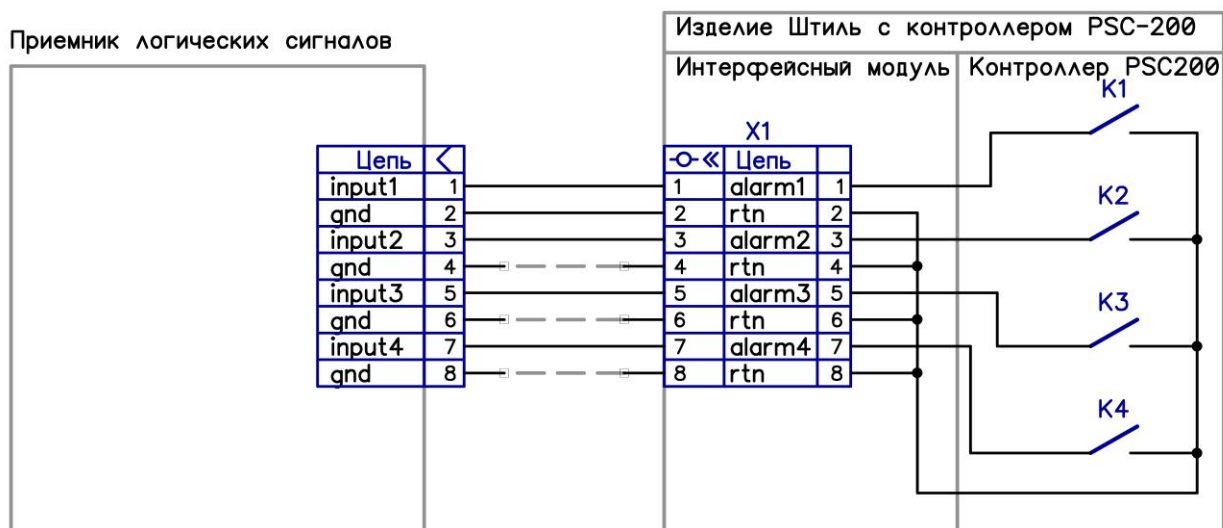 Приемник логических сигналов
Изделие Штиль с контроллером PSC-200
Интерфейсный модуль
Контроллер PSC200
K1
X1
Цепь
Цепь
input1 1
1 alarm1 1
gnd 2
2 rtn 2
K2
input2 3
3 alarm2 3
gnd 4
4 rtn 4
input3 5
5 alarm3 5
K3
gnd 6
6 rtn 6
input4 7
7 alarm4 7
gnd 8
8 rtn 8
K4